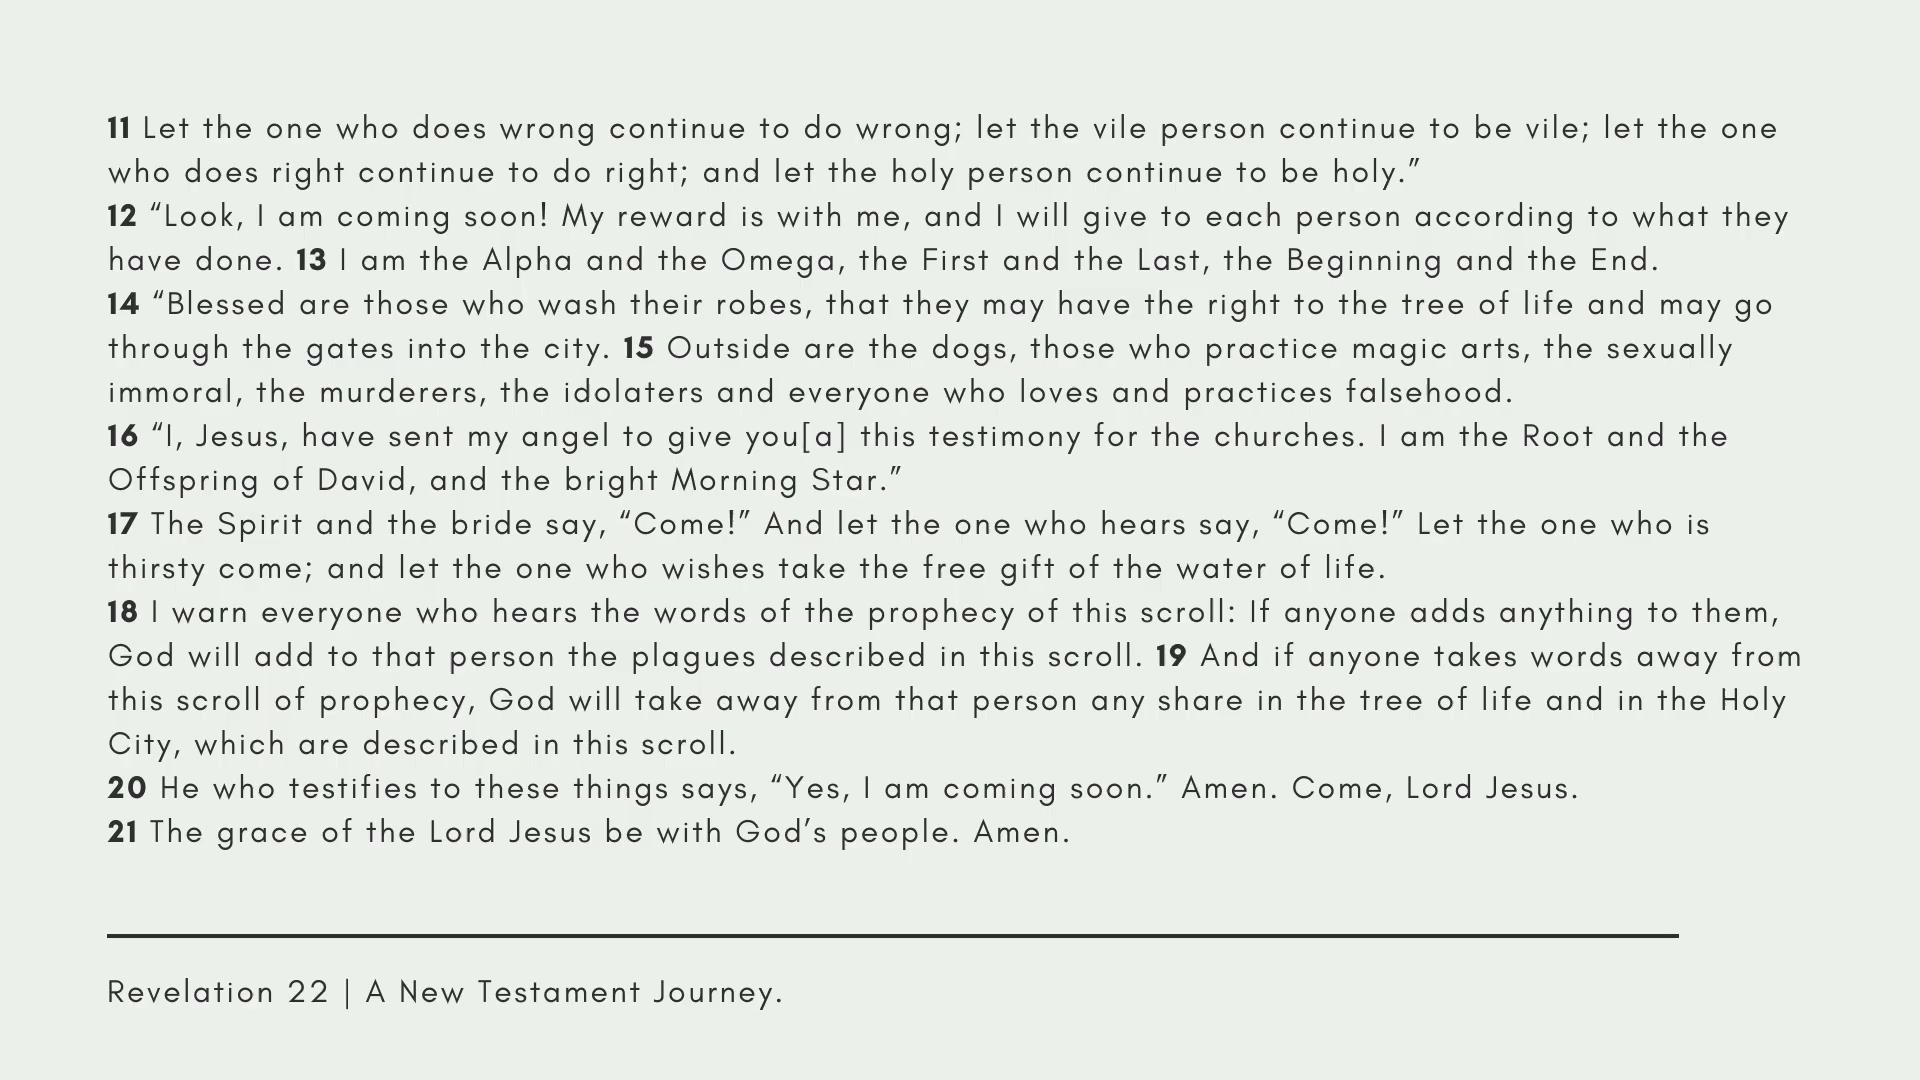 11 Let the one who does wrong continue to do wrong; let the vile person continue to be vile; let the one
who does right continue to do right; and let the holy person continue to be holy.”
12 “Look, I am coming soon! My reward is with me, and I will give to each person according to what they
have done. 13 I am the Alpha and the Omega, the First and the Last, the Beginning and the End.
14 “Blessed are those who wash their robes, that they may have the right to the tree of life and may go
through the gates into the city. 15 Outside are the dogs, those who practice magic arts, the sexually
immoral, the murderers, the idolaters and everyone who loves and practices falsehood.
16 “I, Jesus, have sent my angel to give you[a] this testimony for the churches. I am the Root and the
Offspring of David, and the bright Morning Star.”
17 The Spirit and the bride say, “Come!” And let the one who hears say, “Come!” Let the one who is
thirsty come; and let the one who wishes take the free gift of the water of life.
18 I warn everyone who hears the words of the prophecy of this scroll: If anyone adds anything to them,
God will add to that person the plagues described in this scroll. 19 And if anyone takes words away from
this scroll of prophecy, God will take away from that person any share in the tree of life and in the Holy
City, which are described in this scroll.
20 He who testifies to these things says, “Yes, I am coming soon.” Amen. Come, Lord Jesus.
21 The grace of the Lord Jesus be with God’s people. Amen.
Revelation 22 | A New Testament Journey.